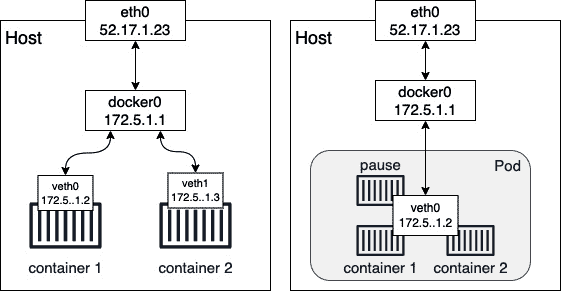 eth0
52.17.1.23
Host
docker0
172.5.1.1
veth0
172.5..1.2
veth1
172.5..1.3
container 1
container 2
eth0
52.17.1.23
Host
docker0
172.5.1.1
pause
Pod
veth0
172.5..1.2
container 1
container 2